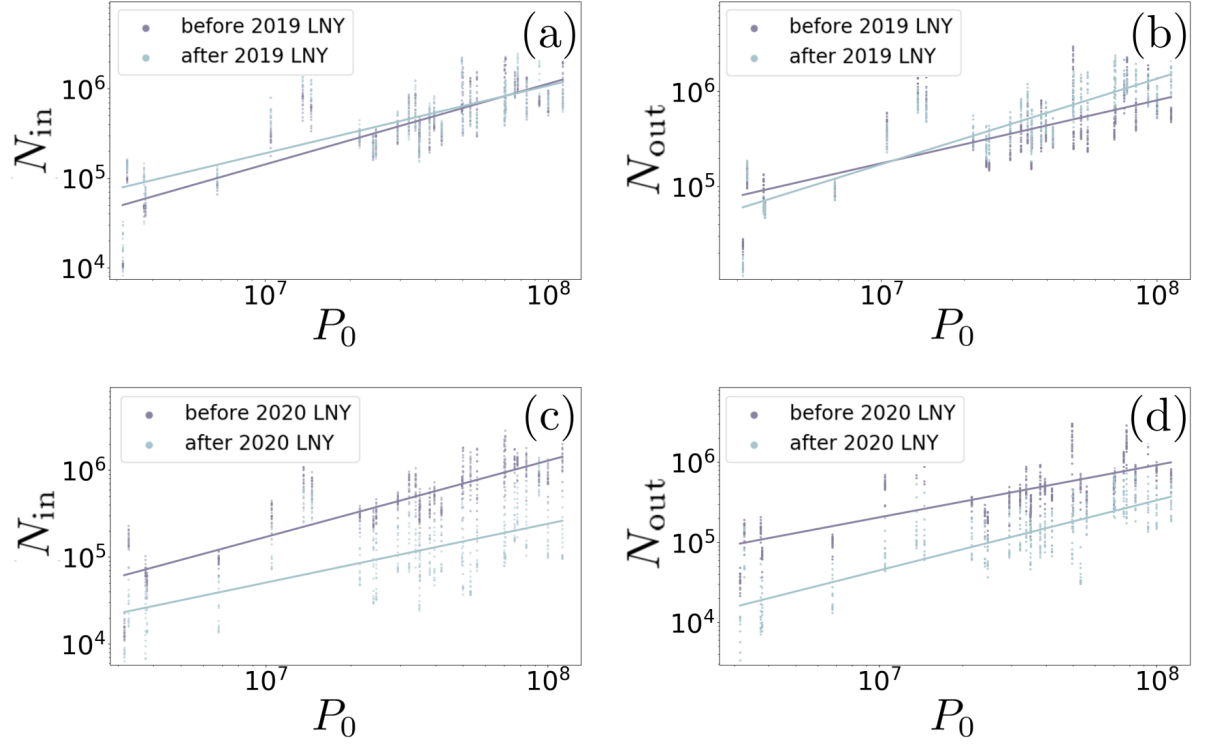 before 2019 LNY
after 2019 LNY
(a)
N_in
10^6
10^5
10^4
10^7
10^8
P_0
before 2019 LNY
after 2019 LNY
(b)
N_out
10^6
10^5
10^7
10^8
P_0
before 2020 LNY
after 2020 LNY
(c)
N_in
10^6
10^5
10^4
10^7
10^8
P_0
before 2020 LNY
after 2020 LNY
(d)
N_out
10^6
10^5
10^4
10^7
10^8
P_0